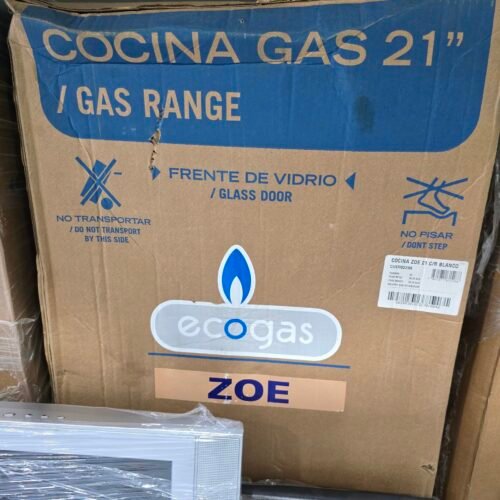 COCINA GAS 21"
/ GAS RANGE
FRENTE DE VIDRIO
/ GLASS DOOR
NO TRANSPORTAR
/ DO NOT TRANSPORT
BY THIS SIDE
NO PISAR
/ DONT STEP
COCINA ZOE 21 C/R BLANCO
ecogas
ZOE